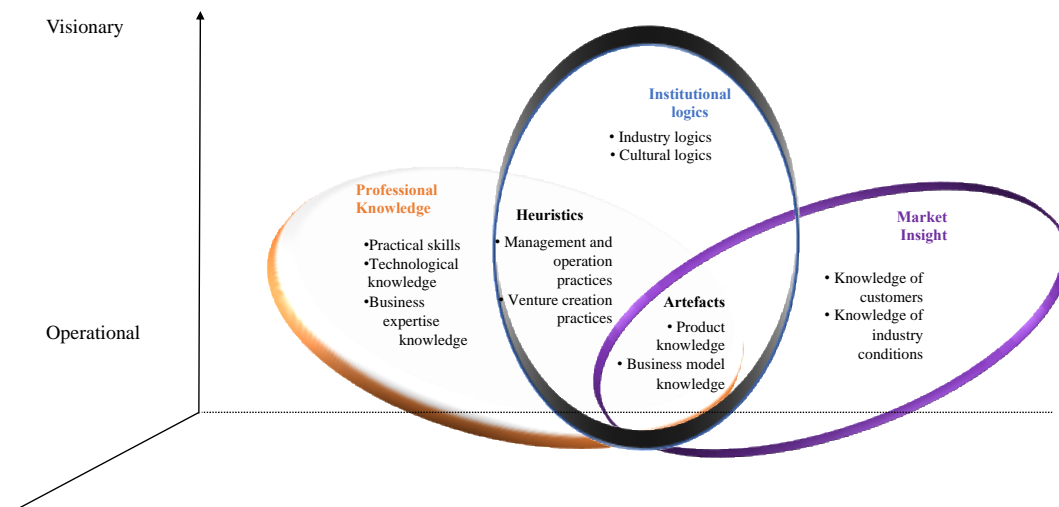 Visionary
Institutional
logics
• Industry logics
• Cultural logics
Professional
Knowledge
•Practical skills
•Technological
knowledge
•Business
expertise
knowledge
Heuristics
• Management and
operation
practices
• Venture creation
practices
Artefacts
• Product
knowledge
• Business model
knowledge
Market
Insight
• Knowledge of
customers
• Knowledge of
industry
conditions
Operational